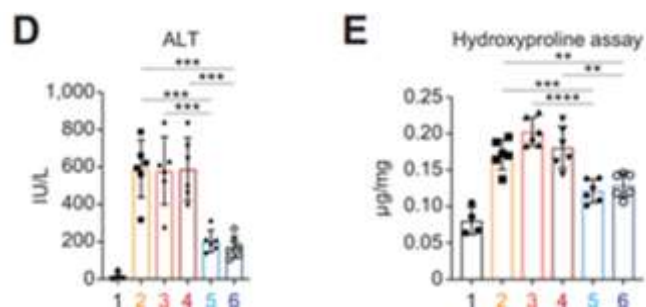 D
ALT
***
***
***
***
1,000
800
600
400
200
0
IU/L
1 2 3 4 5 6
E
Hydroxyproline assay
**
**
***
****
0.25
0.20
0.15
0.10
0.05
0
µg/mg
1 2 3 4 5 6